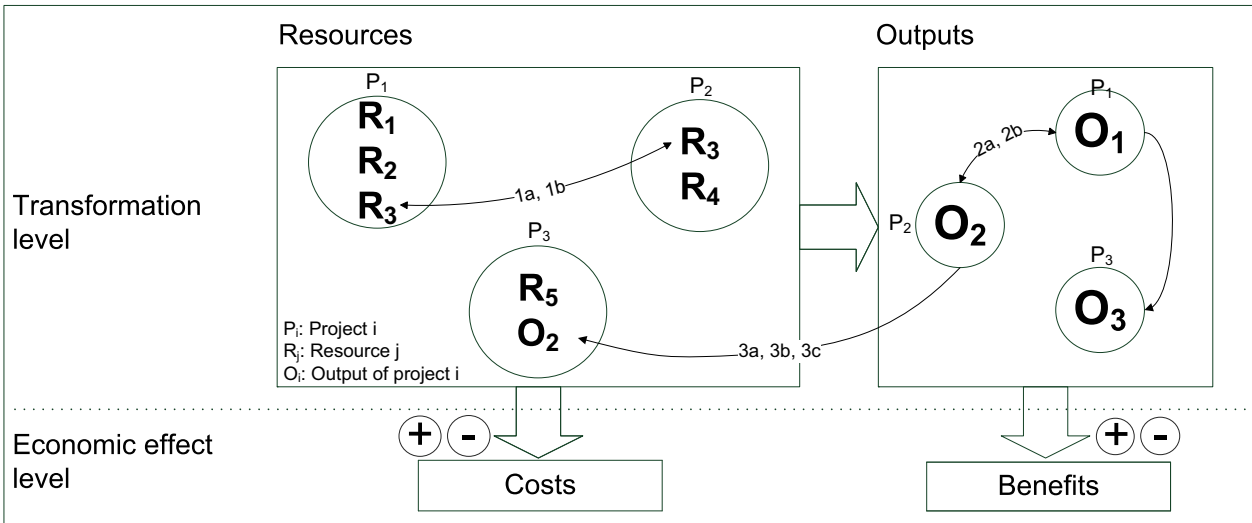 Resources
Outputs
P1
R1
R2
R3
P2
R3
R4
1a, 1b
P3
R5
O2
Transformation
level
Pi: Project i
Rj: Resource j
Oi: Output of project i
P1
O1
2a, 2b
P2
O2
P3
O3
3a, 3b, 3c
Economic effect
level
+ -
Costs
+ -
Benefits